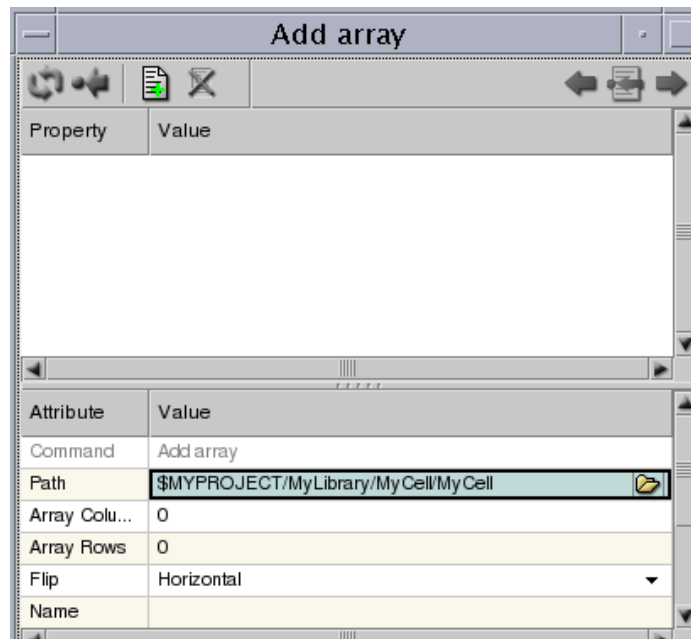 Add array
Property Value
Attribute Value
Command Add array
Path $MYPROJECT/MyLibrary/MyCell/MyCell
Array Colu... 0
Array Rows 0
Flip Horizontal
Name